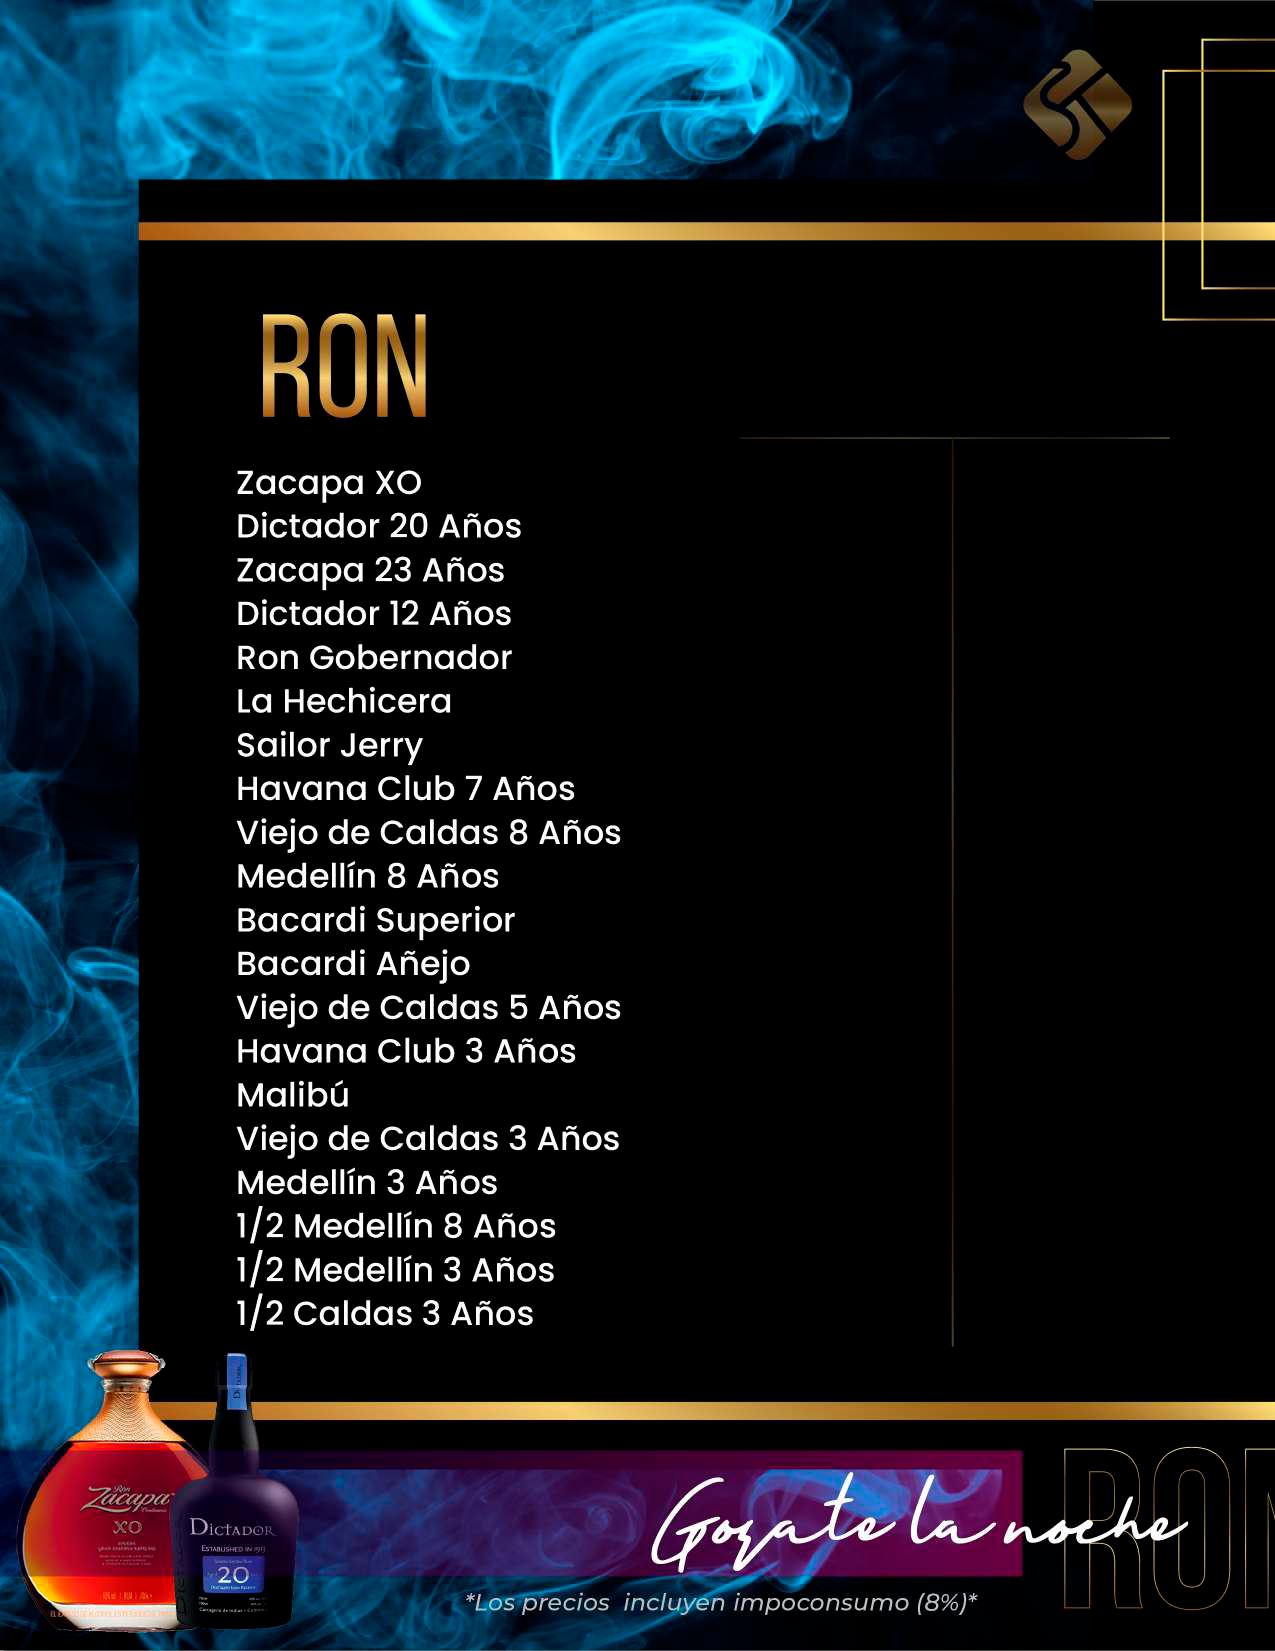 RON
Zacapa XO
Dictador 20 Años
Zacapa 23 Años
Dictador 12 Años
Ron Gobernador
La Hechicera
Sailor Jerry
Havana Club 7 Años
Viejo de Caldas 8 Años
Medellín 8 Años
Bacardi Superior
Bacardi Añejo
Viejo de Caldas 5 Años
Havana Club 3 Años
Malibú
Viejo de Caldas 3 Años
Medellín 3 Años
1/2 Medellín 8 Años
1/2 Medellín 3 Años
1/2 Caldas 3 Años
Ron
Zacapa
Centenario
XO
DICTADOR
ESTABLISHED IN 1913
20
Gozate la noche
RON
*Los precios incluyen impoconsumo (8%)*